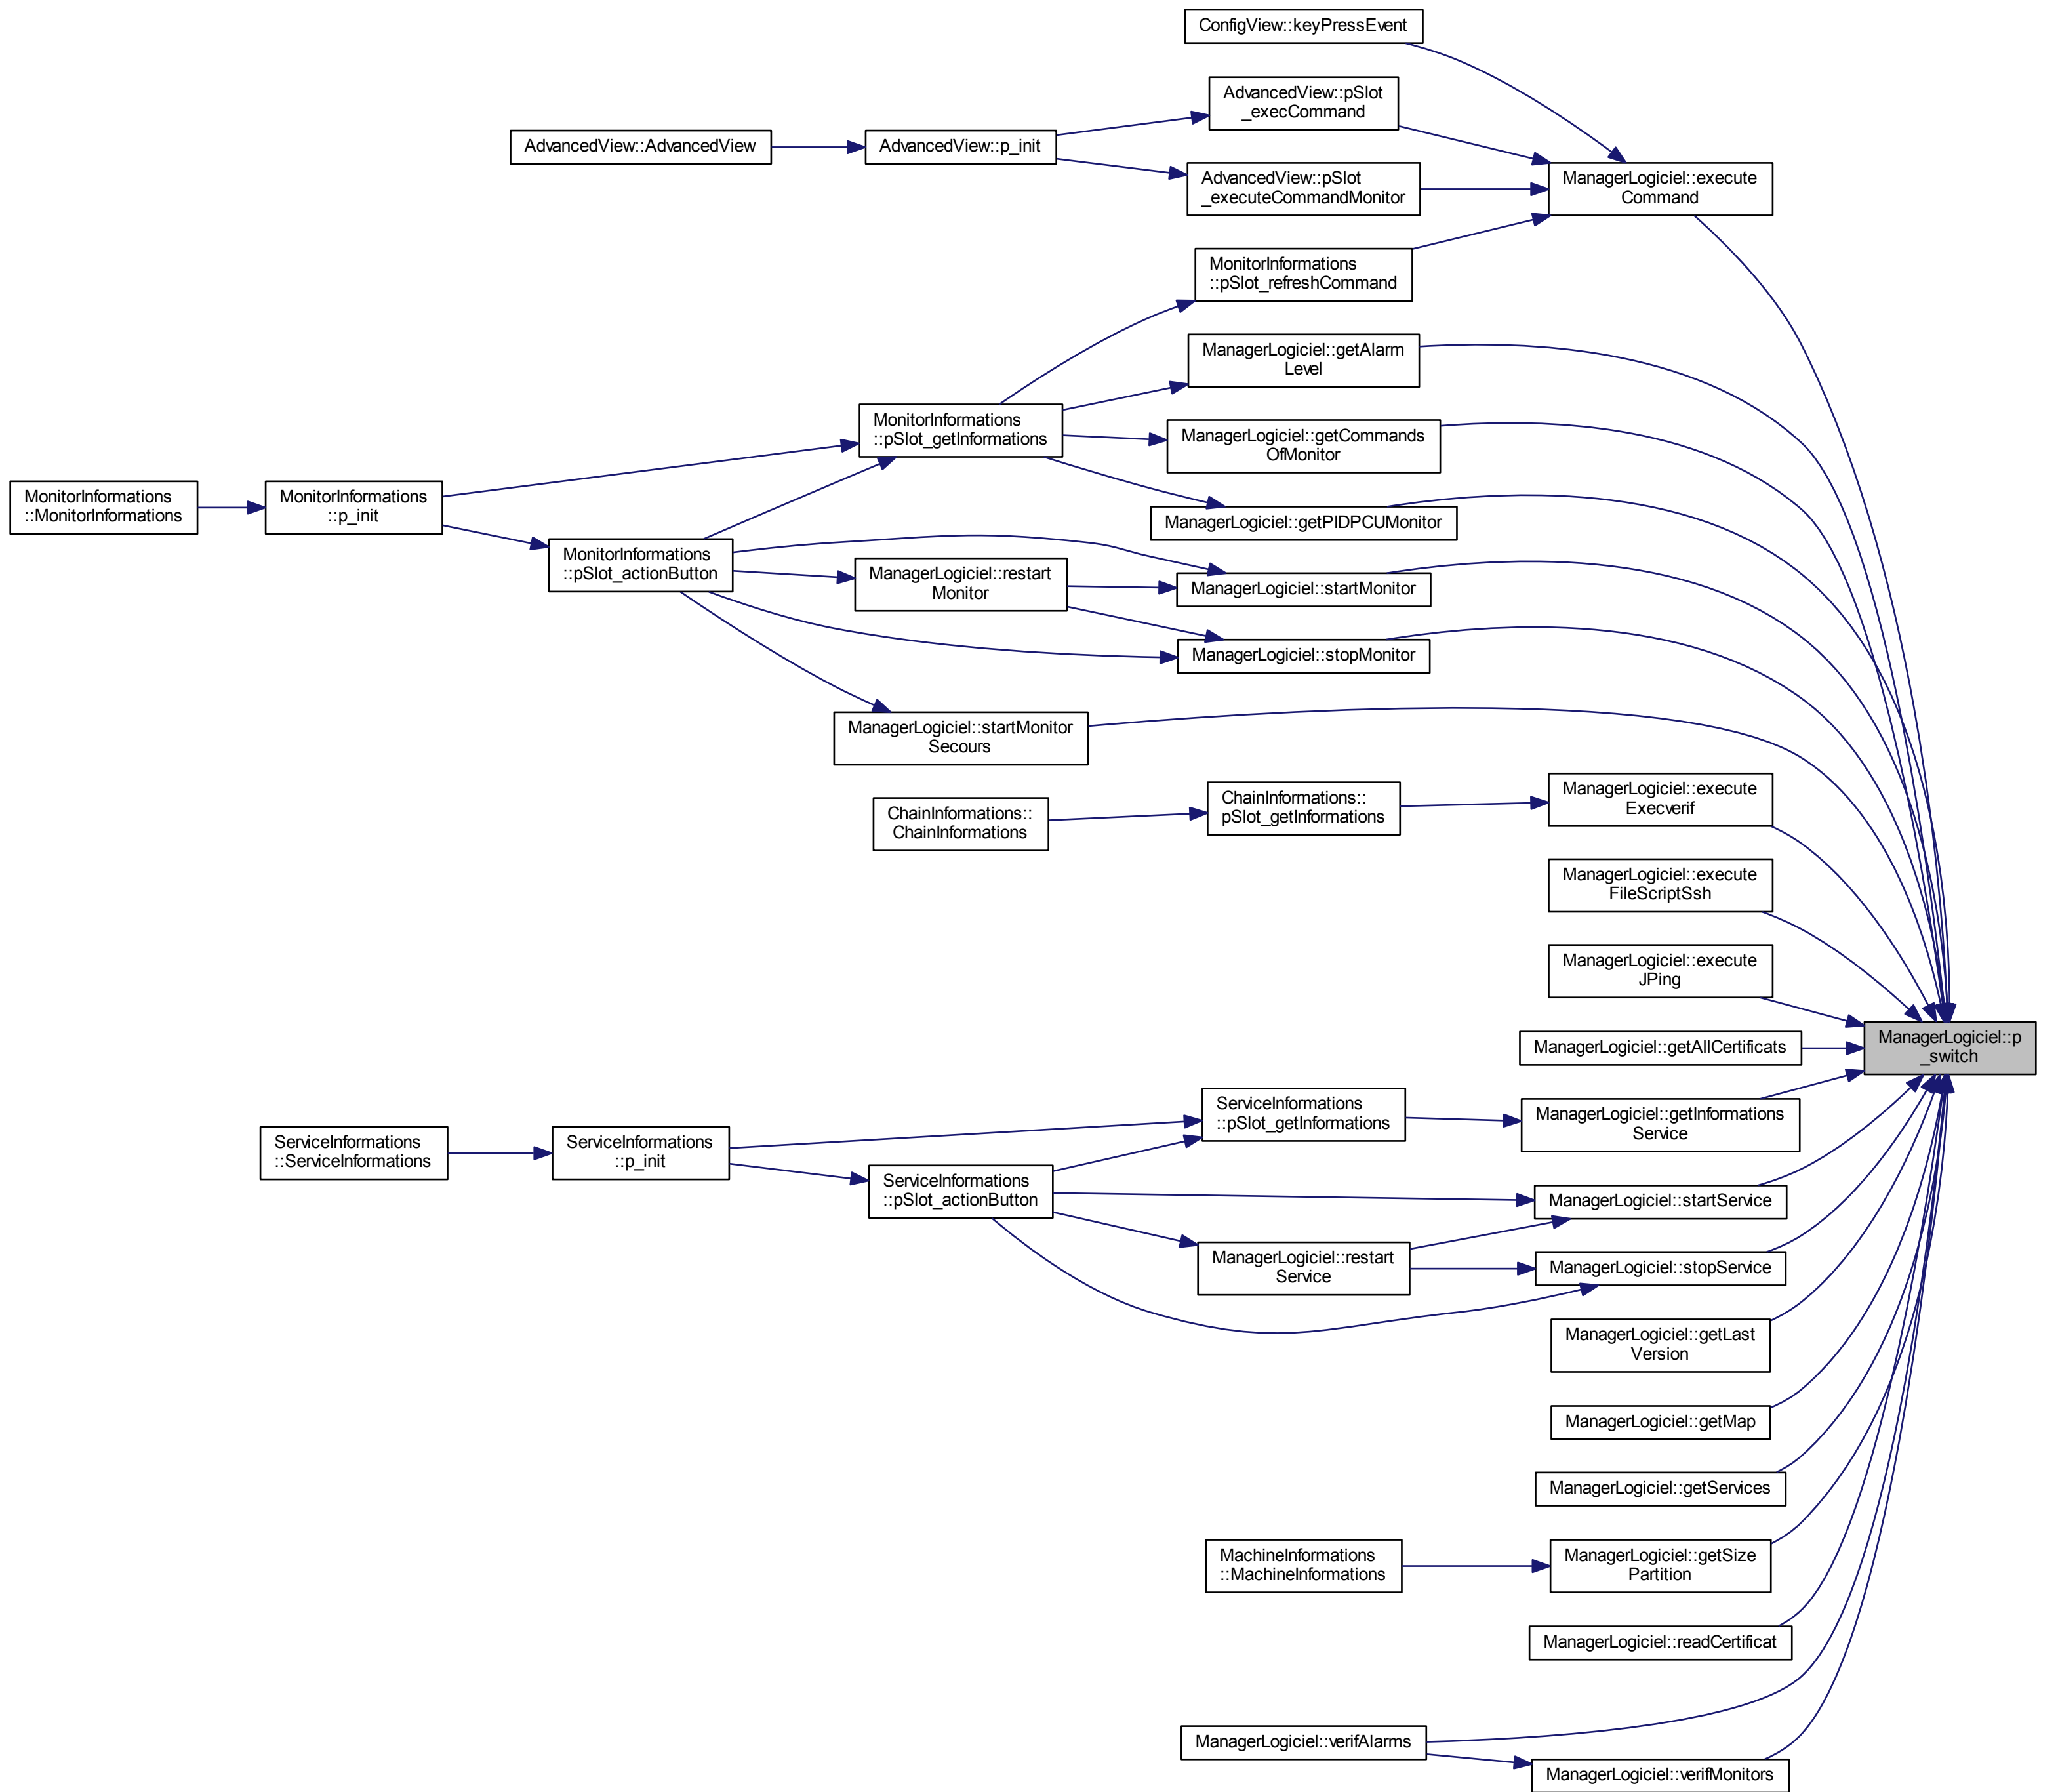 ConfigView::keyPressEvent
AdvancedView::pSlot
_execCommand
AdvancedView::AdvancedView
AdvancedView::p_init
AdvancedView::pSlot
_executeCommandMonitor
ManagerLogiciel::execute
Command
MonitorInformations
::pSlot_refreshCommand
ManagerLogiciel::getAlarm
Level
MonitorInformations
::pSlot_getInformations
ManagerLogiciel::getCommands
OfMonitor
MonitorInformations
::MonitorInformations
MonitorInformations
::p_init
ManagerLogiciel::getPIDPCUMonitor
MonitorInformations
::pSlot_actionButton
ManagerLogiciel::restart
Monitor
ManagerLogiciel::startMonitor
ManagerLogiciel::stopMonitor
ManagerLogiciel::startMonitor
Secours
ChainInformations::
ChainInformations
ChainInformations::
pSlot_getInformations
ManagerLogiciel::execute
Execverif
ManagerLogiciel::execute
FileScriptSsh
ManagerLogiciel::execute
JPing
ManagerLogiciel::getAllCertificats
ManagerLogiciel::p
_switch
ServiceInformations
::pSlot_getInformations
ManagerLogiciel::getInformations
Service
ServiceInformations
::ServiceInformations
ServiceInformations
::p_init
ServiceInformations
::pSlot_actionButton
ManagerLogiciel::startService
ManagerLogiciel::restart
Service
ManagerLogiciel::stopService
ManagerLogiciel::getLast
Version
ManagerLogiciel::getMap
ManagerLogiciel::getServices
MachineInformations
::MachineInformations
ManagerLogiciel::getSize
Partition
ManagerLogiciel::readCertificat
ManagerLogiciel::verifAlarms
ManagerLogiciel::verifMonitors